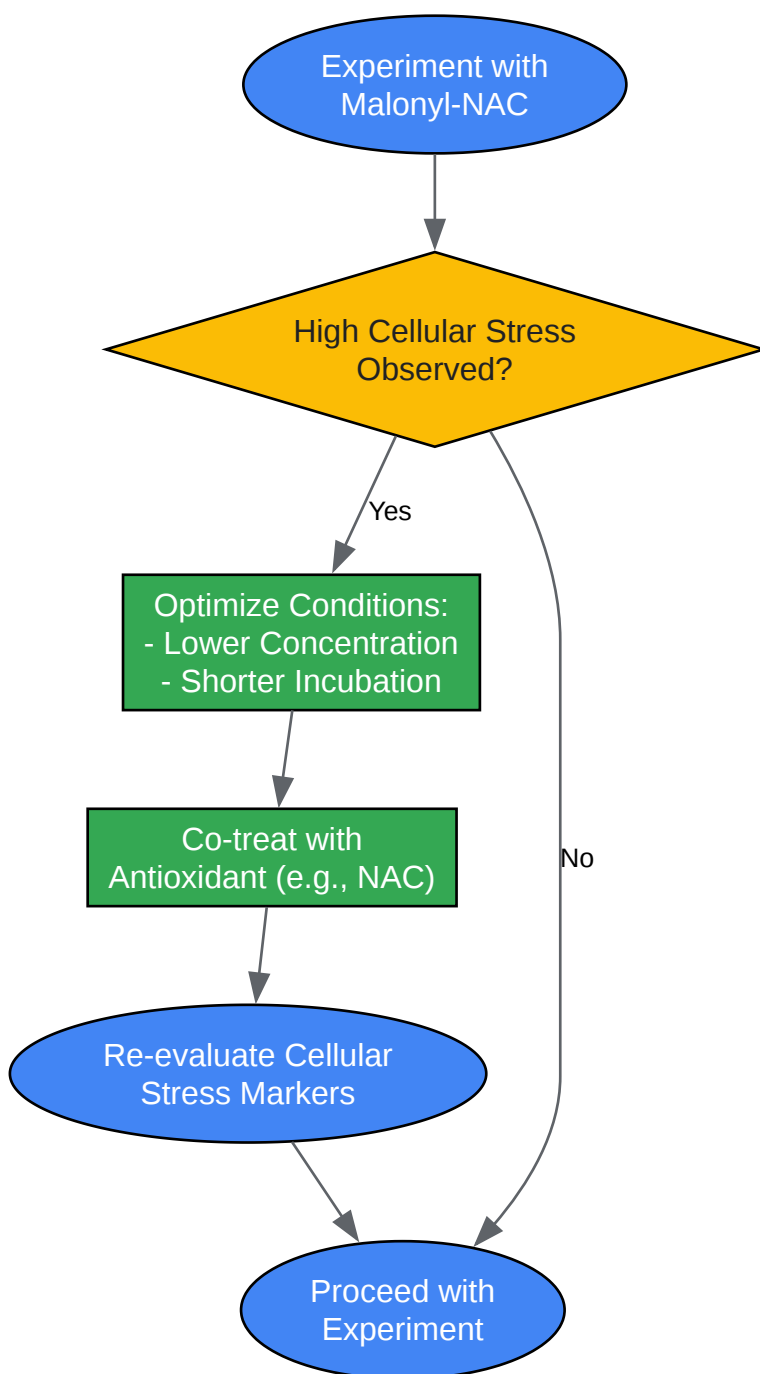 Experiment with
Malonyl-NAC
High Cellular Stress
Observed?
Yes
Optimize Conditions:
- Lower Concentration
- Shorter Incubation
Co-treat with
Antioxidant (e.g., NAC)
No
Re-evaluate Cellular
Stress Markers
Proceed with
Experiment